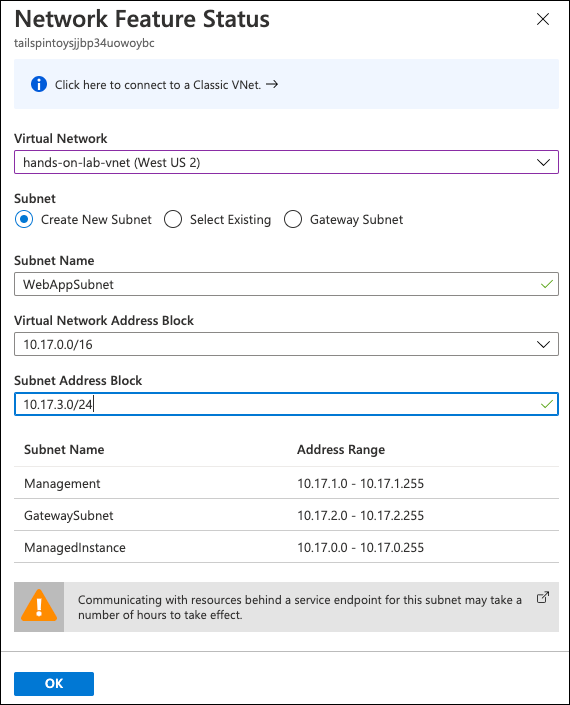 Network Feature Status
tailspintoysjjbp34uowoybc
Click here to connect to a Classic VNet. →
Virtual Network
hands-on-lab-vnet (West US 2)
Subnet
Create New Subnet Select Existing Gateway Subnet
Subnet Name
WebAppSubnet
Virtual Network Address Block
10.17.0.0/16
Subnet Address Block
10.17.3.0/24
Subnet Name Address Range
Management 10.17.1.0 - 10.17.1.255
GatewaySubnet 10.17.2.0 - 10.17.2.255
ManagedInstance 10.17.0.0 - 10.17.0.255
Communicating with resources behind a service endpoint for this subnet may take a
number of hours to take effect.
OK